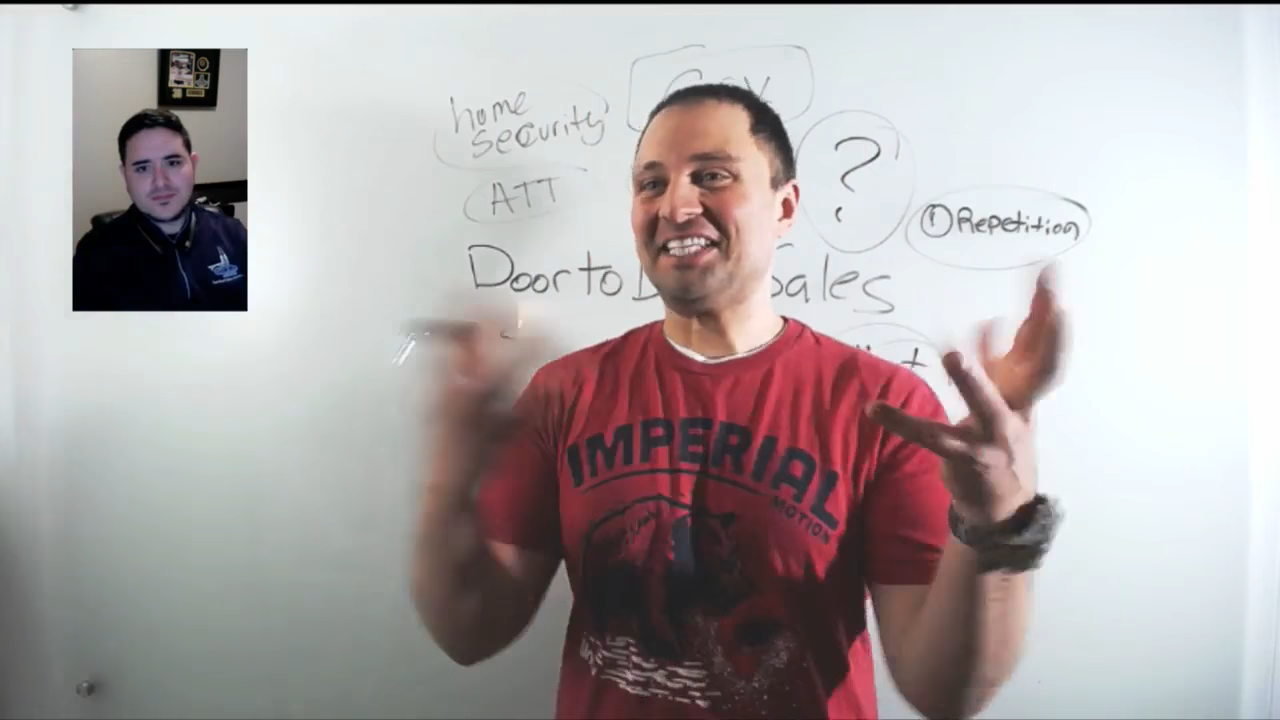 home
security
ATT
?
① Repetition
Door to D Sales
IMPERIAL
MOTION